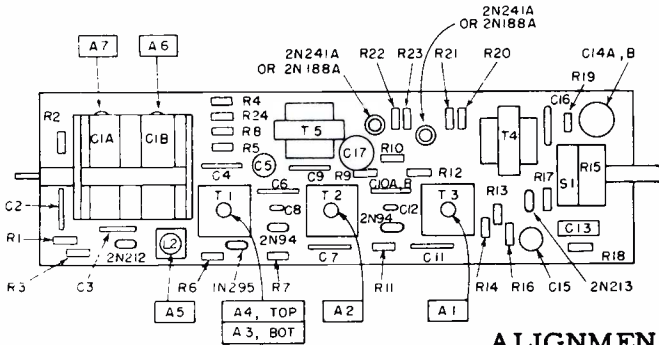 2N241A
OR 2N188A
2N241A
OR 2N188A
A7
A6
R22
R23
R21
R20
C14A, B
R19
C16
R2
C1A
C1B
R4
R24
R8
R5
T5
C17
R10
T4
C4
C5
C9
R9
R12
S1
R15
C2
C6
C10A, B
T1
T2
T3
C8
C12
R13
R17
R1
2N94
2N94
C13
C3
2N212
L2
C7
C11
R3
R6
1N295
R7
R11
R14
R16
C15
2N213
R18
A5
A4, TOP
A3, BOT
A2
A1
ALIGNMEN